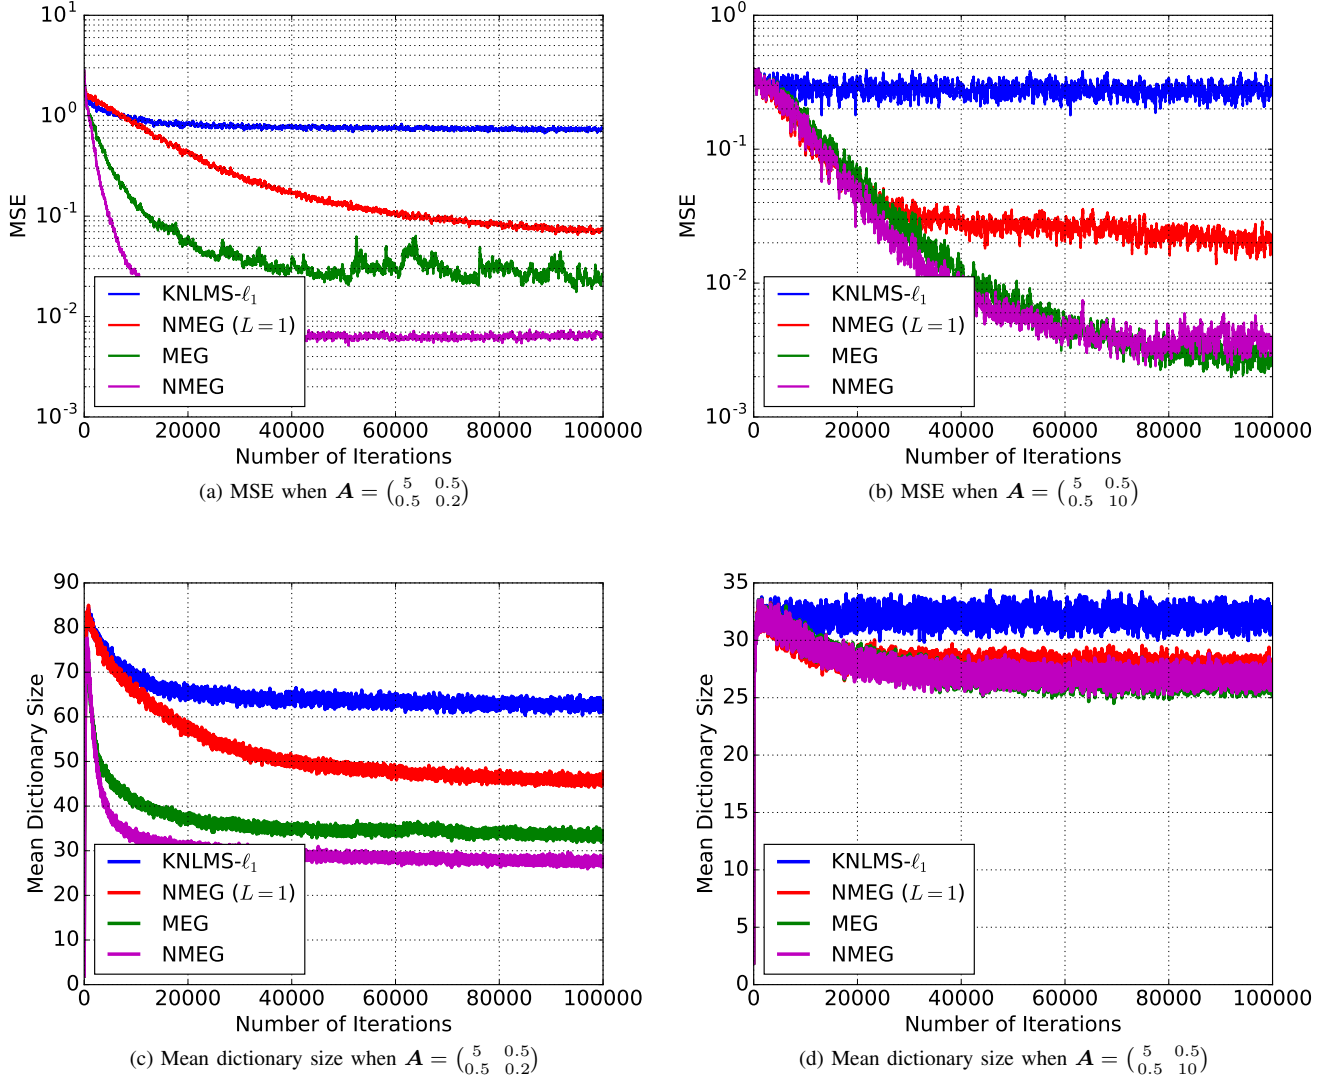 10^1
10^0
10^{-1}
10^{-2}
10^{-3}
MSE
KNLMS-ℓ₁
NMEG (L = 1)
MEG
NMEG
0 20000 40000 60000 80000 100000
Number of Iterations
(a) MSE when A = (5 0.5; 0.5 0.2)
10^0
10^{-1}
10^{-2}
10^{-3}
MSE
KNLMS-ℓ₁
NMEG (L = 1)
MEG
NMEG
0 20000 40000 60000 80000 100000
Number of Iterations
(b) MSE when A = (5 0.5; 0.5 10)
90
80
70
60
50
40
30
20
10
0
Mean Dictionary Size
KNLMS-ℓ₁
NMEG (L = 1)
MEG
NMEG
0 20000 40000 60000 80000 100000
Number of Iterations
(c) Mean dictionary size when A = (5 0.5; 0.5 0.2)
35
30
25
20
15
10
5
0
Mean Dictionary Size
KNLMS-ℓ₁
NMEG (L = 1)
MEG
NMEG
0 20000 40000 60000 80000 100000
Number of Iterations
(d) Mean dictionary size when A = (5 0.5; 0.5 10)